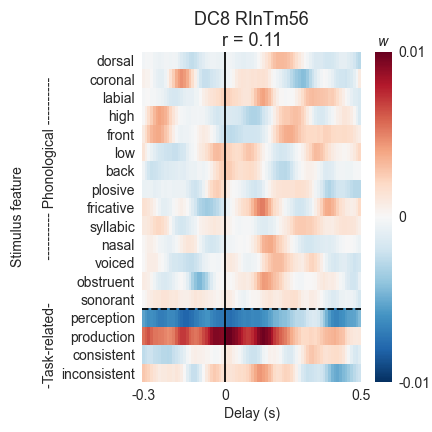 DC8 RInTm56
r = 0.11
w
dorsal
coronal
labial
high
front
low
back
plosive
fricative
syllabic
nasal
voiced
obstruent
sonorant
perception
production
consistent
inconsistent
Stimulus feature
----------- Phonological -----------
-Task-related-
0.01
0
-0.01
-0.3
0
0.5
Delay (s)